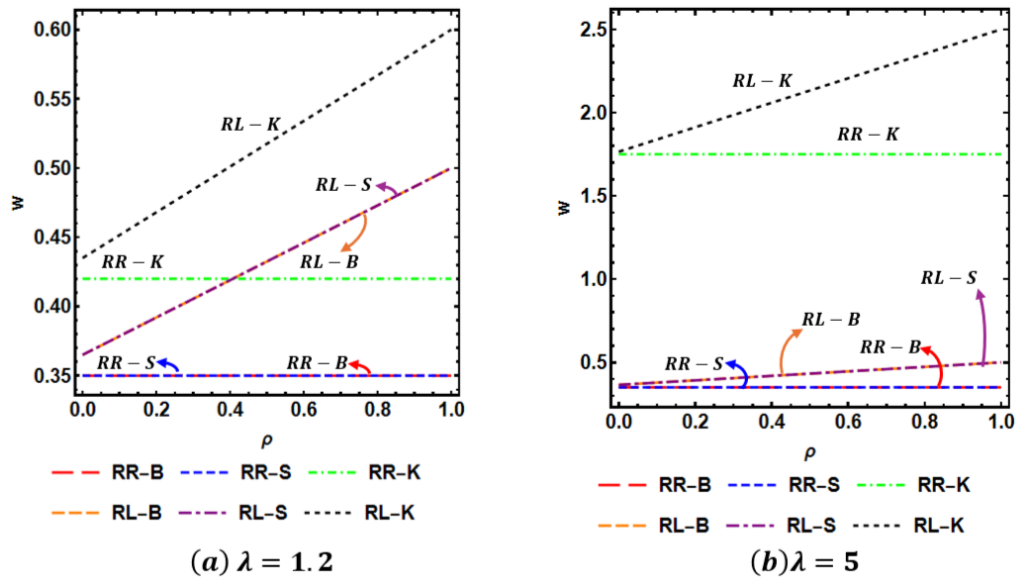 0.60
0.55
0.50
0.45
0.40
0.35
w
RL – K
RL – S
RR – K
RL – B
RR – S
RR – B
0.0 0.2 0.4 0.6 0.8 1.0
ρ
RR–B RR–S RR–K
RL–B RL–S RL–K
(a) λ = 1.2
2.5
2.0
1.5
1.0
0.5
w
RL – K
RR – K
RL – S
RL – B
RR – B
RR – S
0.0 0.2 0.4 0.6 0.8 1.0
ρ
RR–B RR–S RR–K
RL–B RL–S RL–K
(b)λ = 5